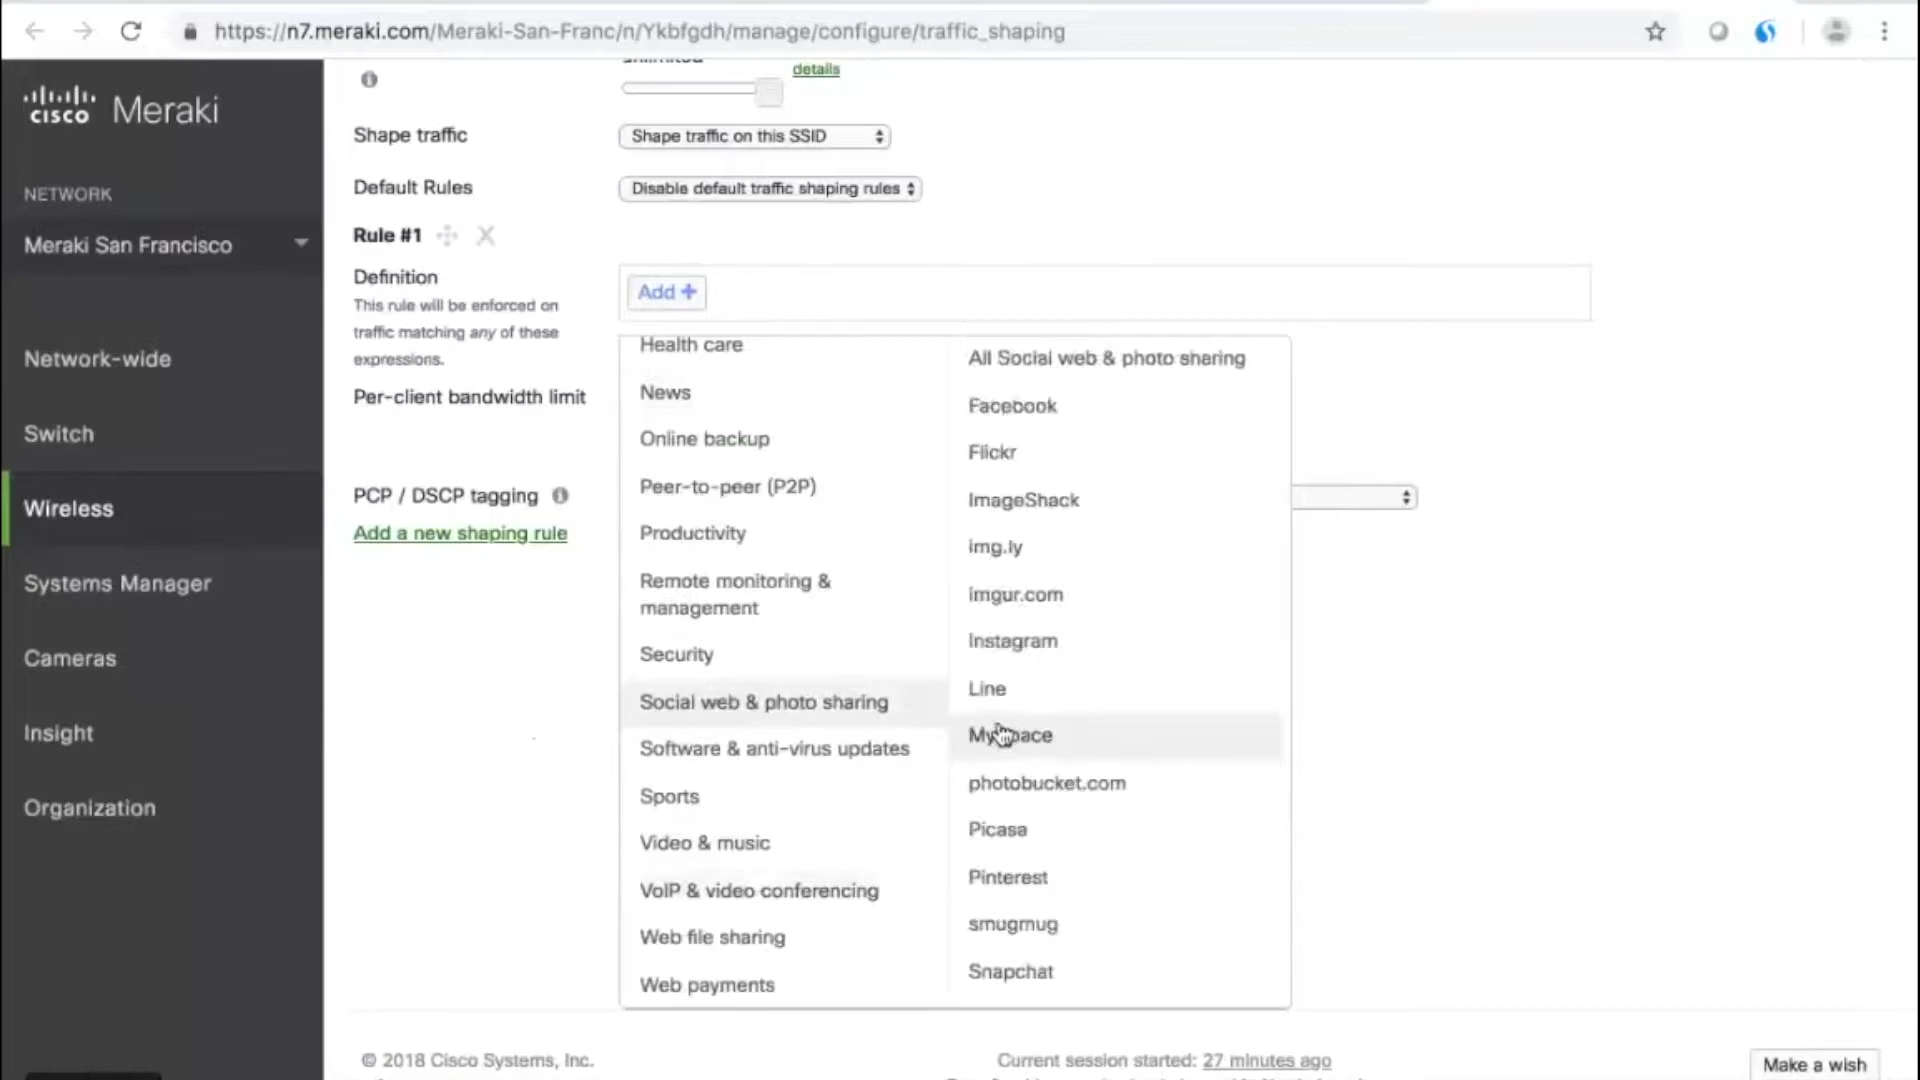 https://n7.meraki.com/Meraki-San-Franc/n/Ykbfgdh/manage/configure/traffic_shaping
cisco Meraki
NETWORK
Meraki San Francisco
Network-wide
Switch
Wireless
Systems Manager
Cameras
Insight
Organization
unlimited
details
Shape traffic
Shape traffic on this SSID
Default Rules
Disable default traffic shaping rules
Rule #1
Definition
This rule will be enforced on
traffic matching any of these
expressions.
Add +
Per-client bandwidth limit
PCP / DSCP tagging
Add a new shaping rule
Health care
News
Online backup
Peer-to-peer (P2P)
Productivity
Remote monitoring &
management
Security
Social web & photo sharing
Software & anti-virus updates
Sports
Video & music
VoIP & video conferencing
Web file sharing
Web payments
All Social web & photo sharing
Facebook
Flickr
ImageShack
img.ly
imgur.com
Instagram
Line
MySpace
photobucket.com
Picasa
Pinterest
smugmug
Snapchat
© 2018 Cisco Systems, Inc.
Current session started: 27 minutes ago
Make a wish